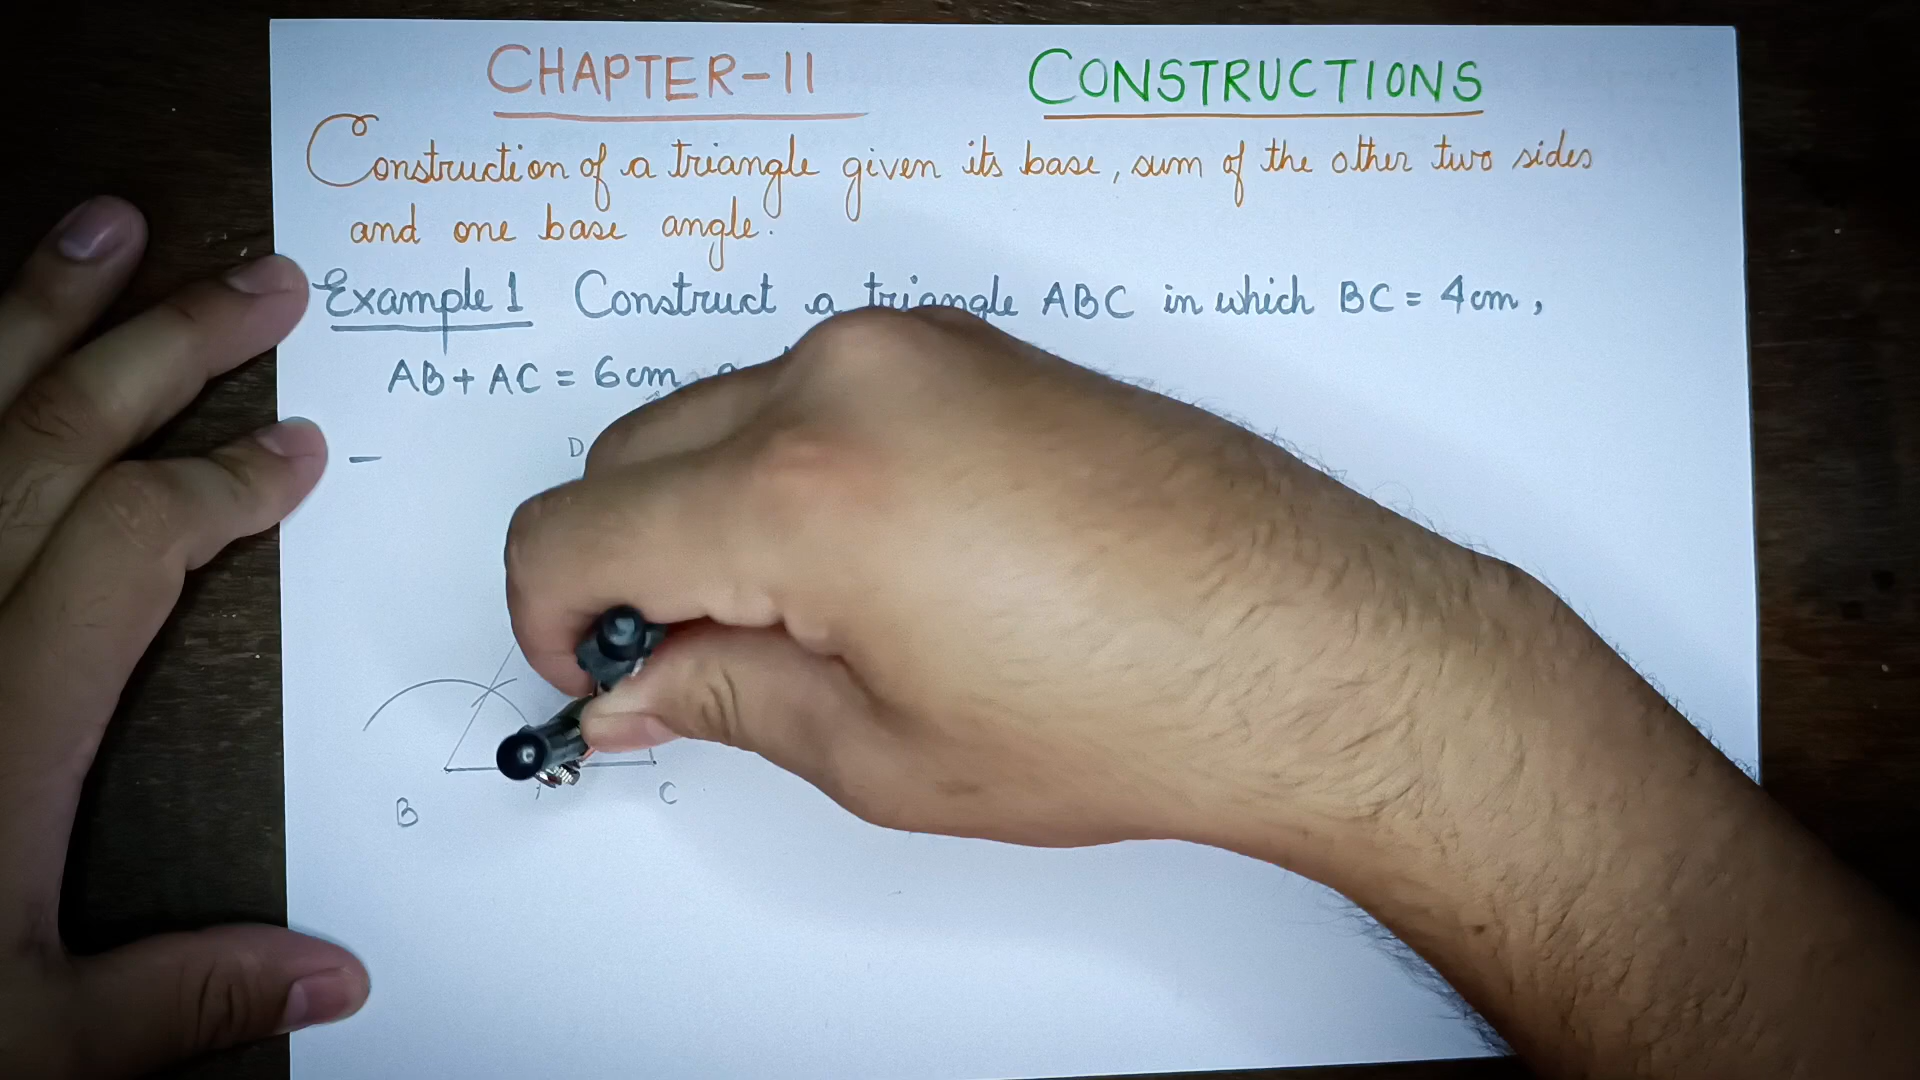 CHAPTER-11 CONSTRUCTIONS
Construction of a triangle given its base, sum of the other two sides
and one base angle.
Example 1 Construct a triangle ABC in which BC = 4cm,
AB + AC = 6cm
D
B C